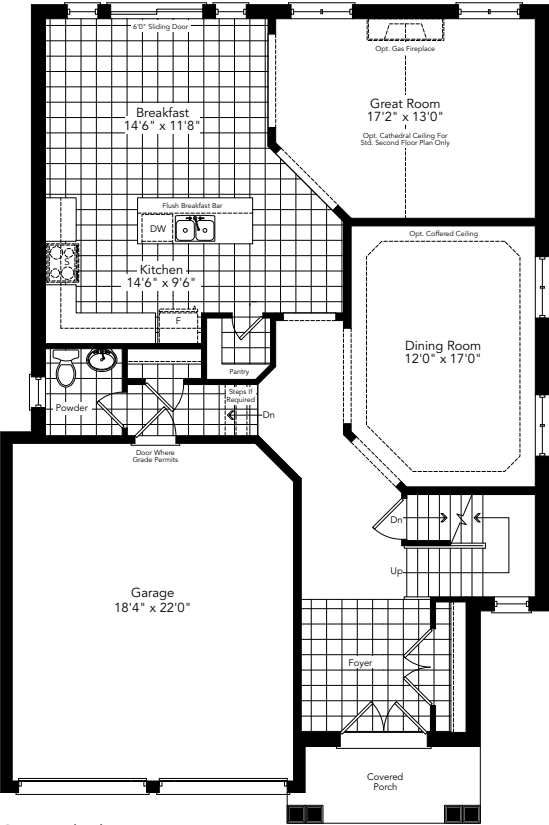 6'0" Sliding Door
Opt. Gas Fireplace
Breakfast
14'6" x 11'8"
Great Room
17'2" x 13'0"
Opt. Cathedral Ceiling For
Std. Second Floor Plan Only
Flush Breakfast Bar
DW
Opt. Coffered Ceiling
S
Kitchen
14'6" x 9'6"
F
Dining Room
12'0" x 17'0"
Pantry
Steps If
Required
Powder
Dn
Door Where
Grade Permits
Dn
Up
Garage
18'4" x 22'0"
Foyer
Covered
Porch